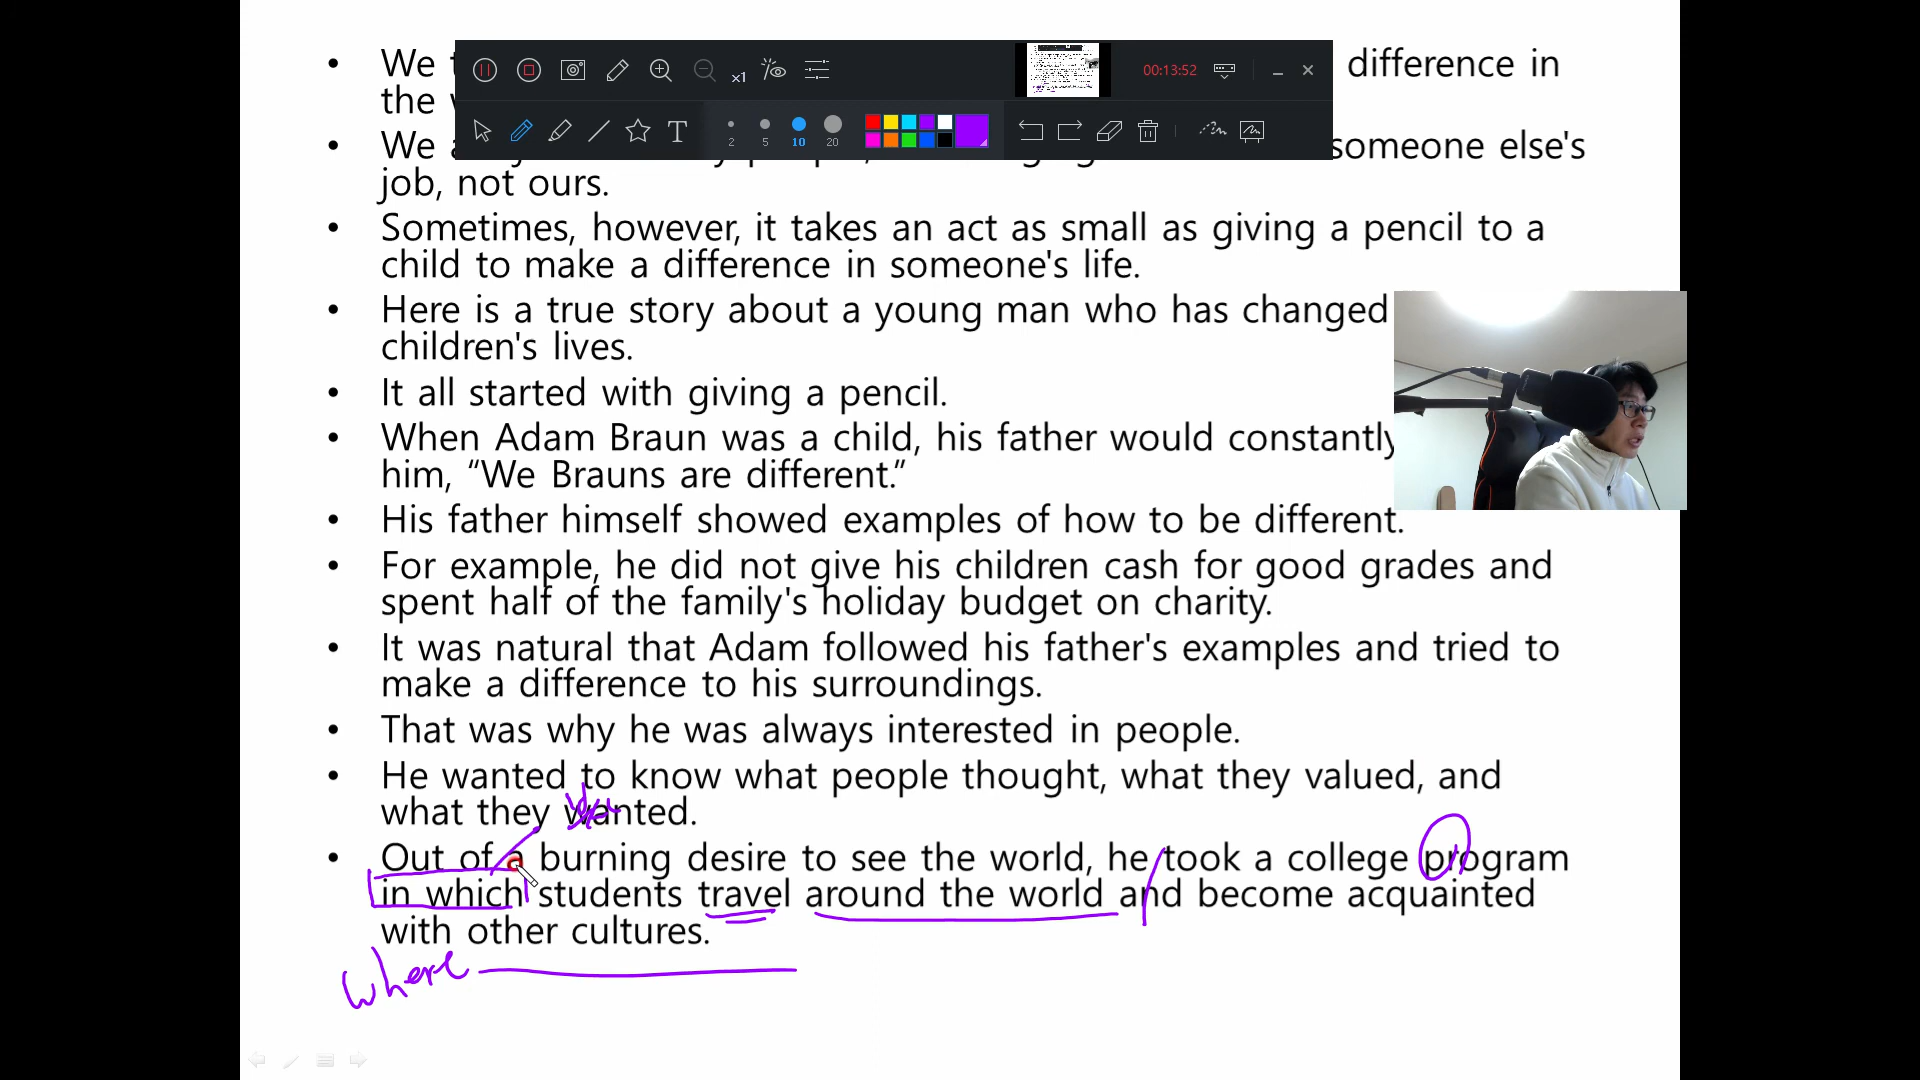 We
difference in
the
We
someone else's
job, not ours.
Sometimes, however, it takes an act as small as giving a pencil to a
child to make a difference in someone's life.
Here is a true story about a young man who has changed
children's lives.
It all started with giving a pencil.
When Adam Braun was a child, his father would constantly
him, “We Brauns are different.”
His father himself showed examples of how to be different.
For example, he did not give his children cash for good grades and
spent half of the family's holiday budget on charity.
It was natural that Adam followed his father's examples and tried to
make a difference to his surroundings.
That was why he was always interested in people.
He wanted to know what people thought, what they valued, and
what they wanted.
Out of a burning desire to see the world, he took a college program
in which students travel around the world and become acquainted
with other cultures.
where
x1
00:13:52
T
2 5 10 20